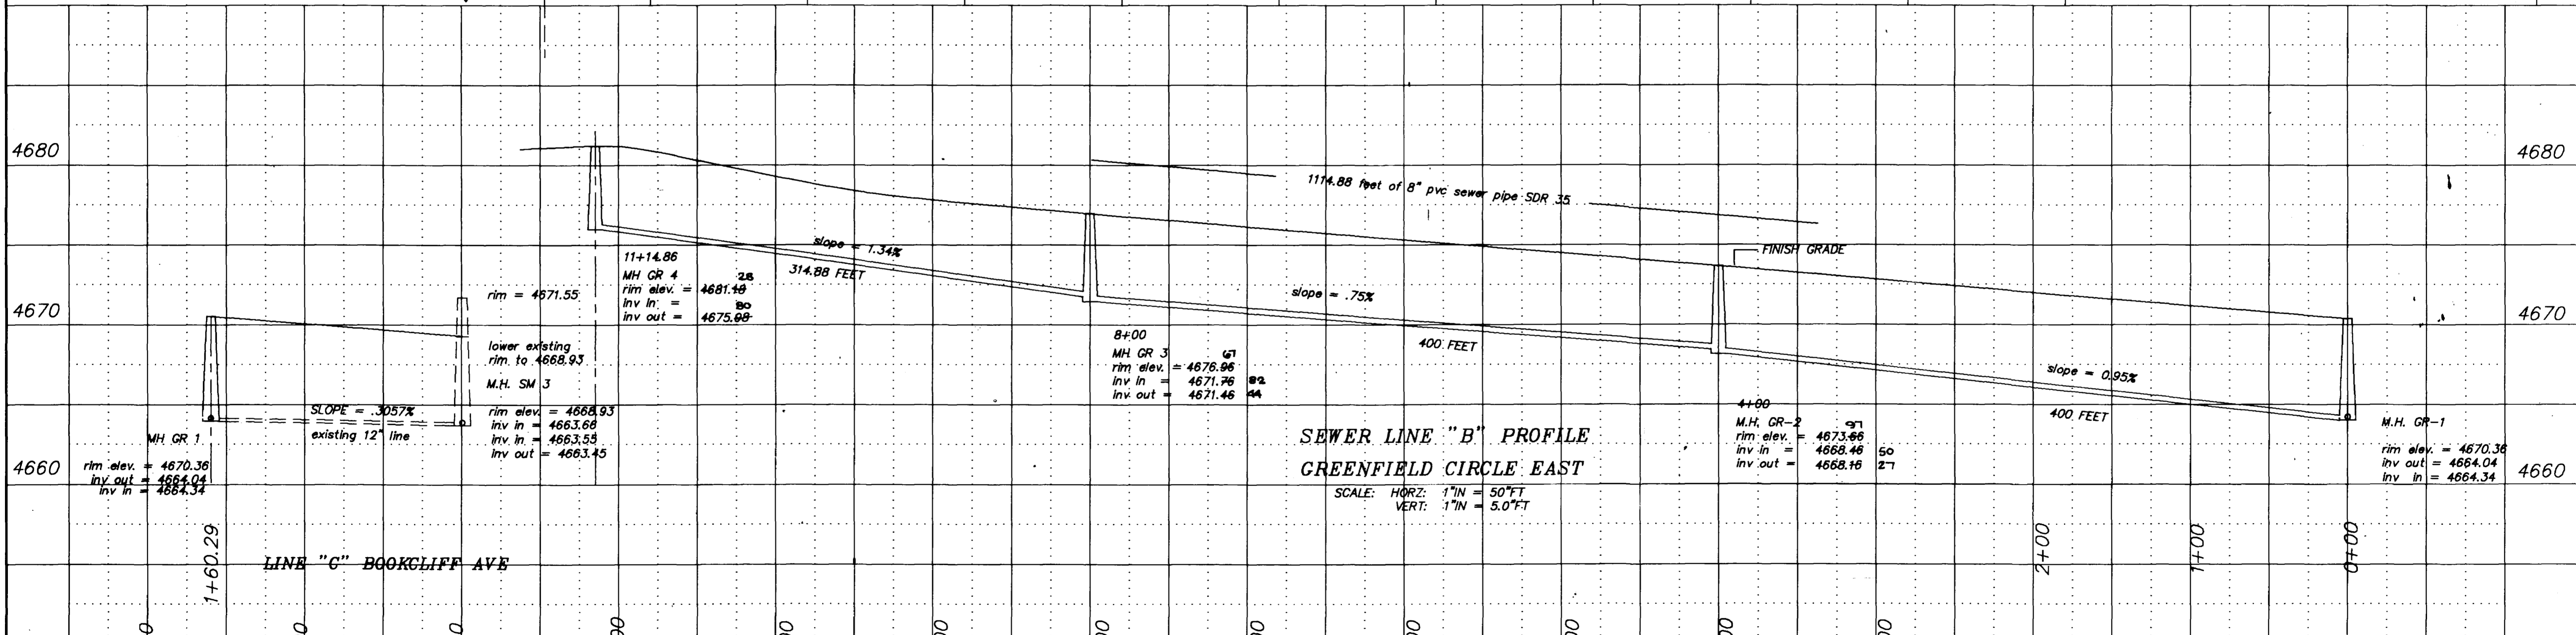 4680
4680
1114.88 feet of 8" pvc sewer pipe SDR 35
slope = 1.34%
314.88 FEET
FINISH GRADE
11+14.86
MH GR 4
28
rim elev. = 4681.18
inv in =
80
inv out = 4675.98
rim = 4671.55
4670
4670
slope = .75%
400 FEET
lower existing
rim to 4668.93
M.H. SM 3
rim elev. = 4668.93
inv in = 4663.66
inv in = 4663.55
inv out = 4663.45
8+00
MH GR 3
67
rim elev. = 4676.96
inv in = 4671.76 82
inv out = 4671.46 44
slope = 0.95%
400 FEET
SLOPE = .3057%
existing 12" line
MH GR 1
rim elev. = 4670.36
inv out = 4664.04
inv in = 4664.34
4660
SEWER LINE "B" PROFILE
GREENFIELD CIRCLE EAST
SCALE: HORZ: 1"IN = 50"FT
VERT: 1"IN = 5.0"FT
4+00
M.H. GR-2
97
rim elev. = 4673.66
inv in = 4668.46 50
inv out = 4668.16 27
M.H. GR-1
rim elev. = 4670.36
inv out = 4664.04
inv in = 4664.34
4660
1+60.29
LINE "C" BOOKCLIFF AVE
2+00
1+00
0+00